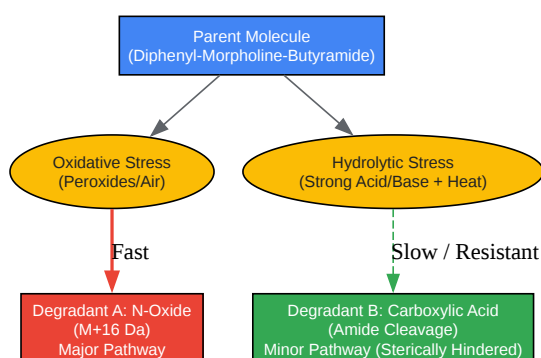 Parent Molecule
(Diphenyl-Morpholine-Butyramide)
Oxidative Stress
(Peroxides/Air)
Hydrolytic Stress
(Strong Acid/Base + Heat)
Fast
Slow / Resistant
Degradant A: N-Oxide
(M+16 Da)
Major Pathway
Degradant B: Carboxylic Acid
(Amide Cleavage)
Minor Pathway (Sterically Hindered)